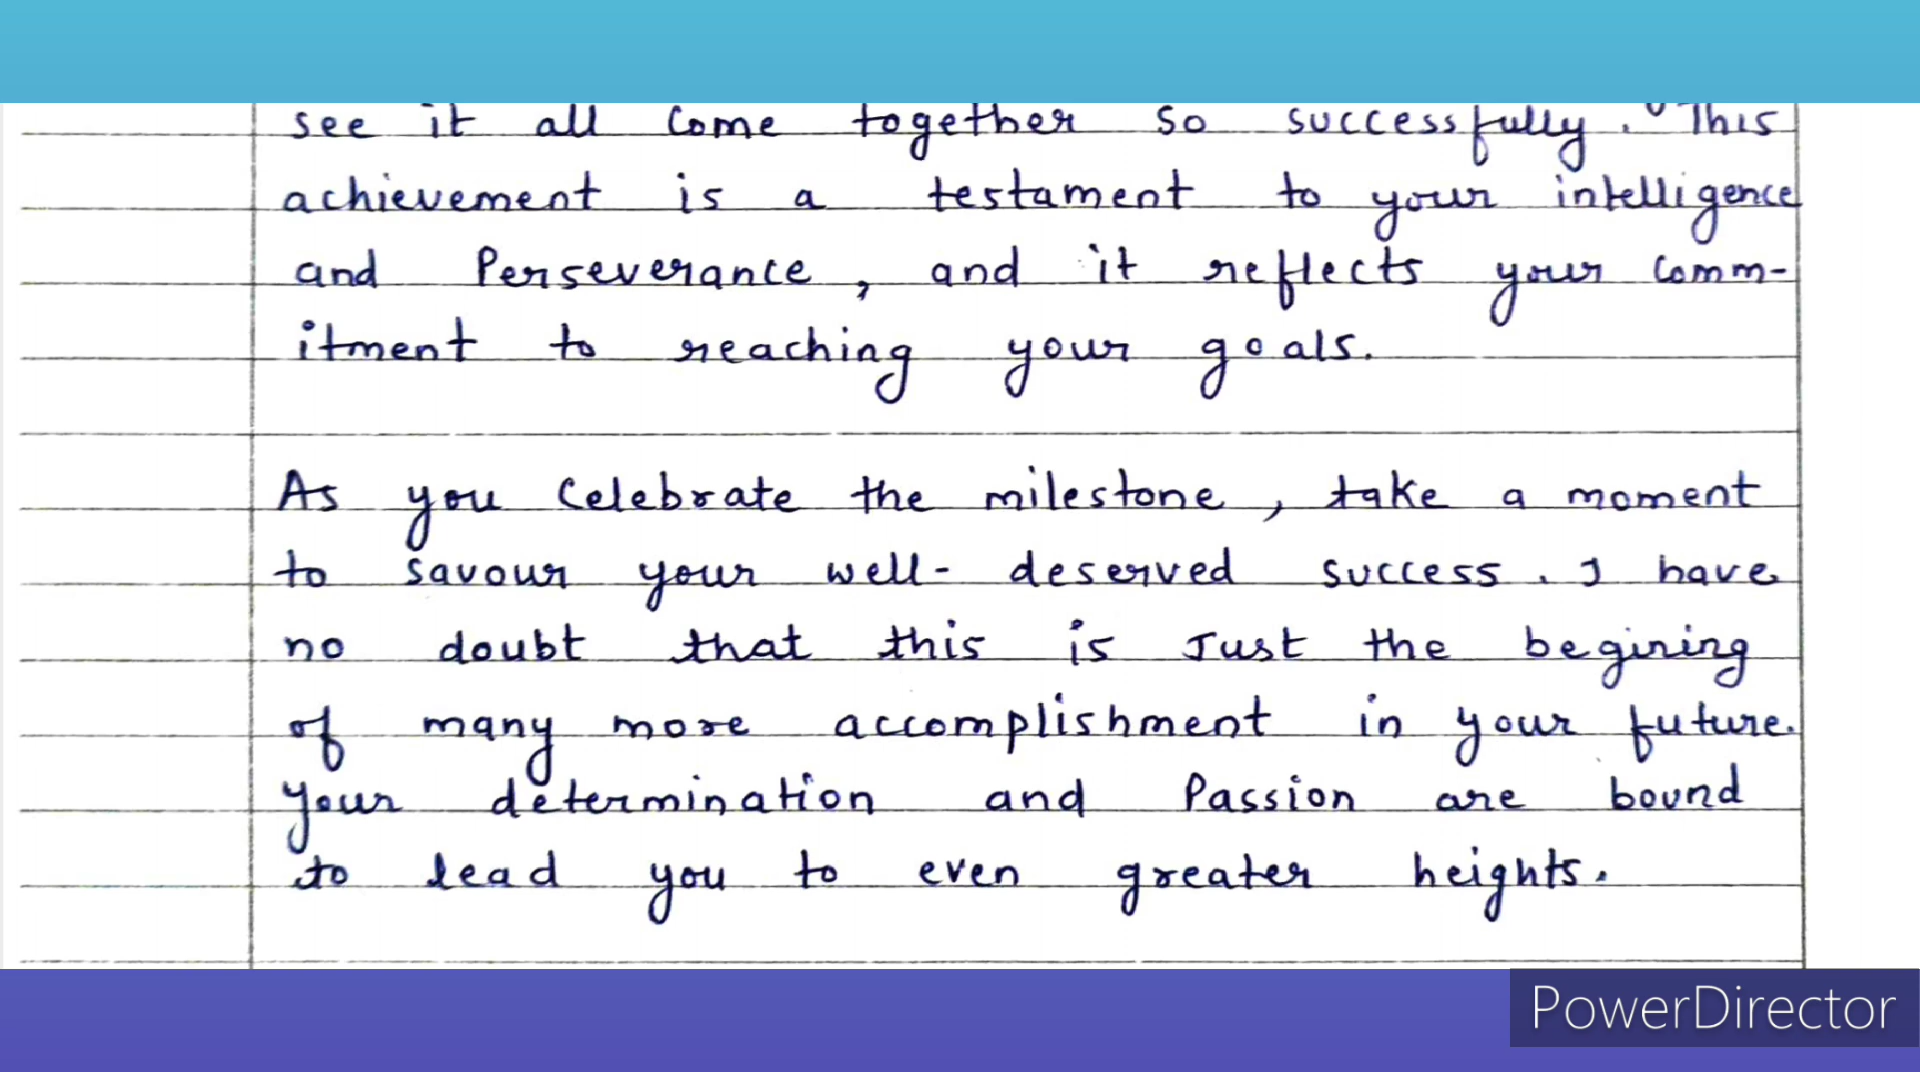 see it all come together so successfully. This
achievement is a testament to your intelligence
and Perseverance, and it reflects your comm-
itment to reaching your goals.
As you celebrate the milestone, take a moment
to savour your well- deserved success. I have
no doubt that this is Just the begining
of many more accomplishment in your future.
your determination and Passion are bound
to lead you to even greater heights.
PowerDirector